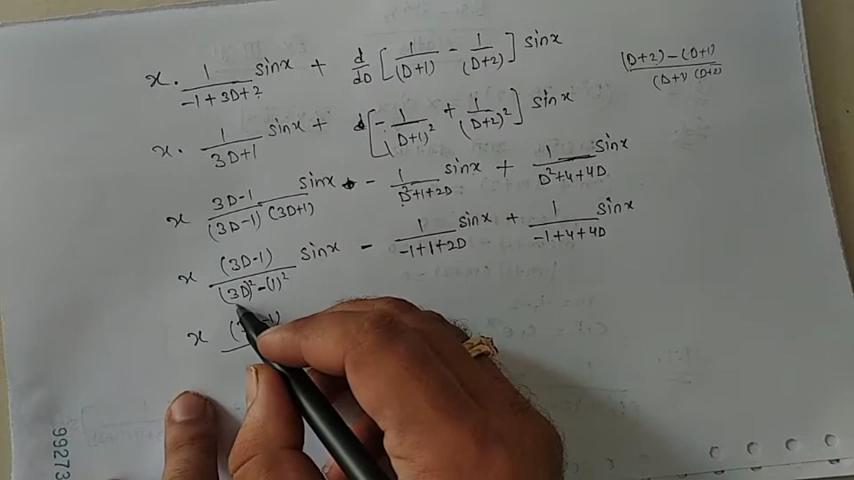 x · 1/(-1+3D+2) sinx + d/dD [ 1/(D+1) - 1/(D+2) ] sinx
(D+2) - (D+1) / (D+1) (D+2)
x · 1/(3D+1) sinx + [ - 1/(D+1)² + 1/(D+2)² ] sinx
x (3D-1)/((3D-1) (3D+1)) sinx - 1/(D²+1+2D) sinx + 1/(D²+4+4D) sinx
x (3D-1)/((3D)² - (1)²) sinx - 1/(-1+1+2D) sinx + 1/(-1+4+4D) sinx
x (3D-1)
99273